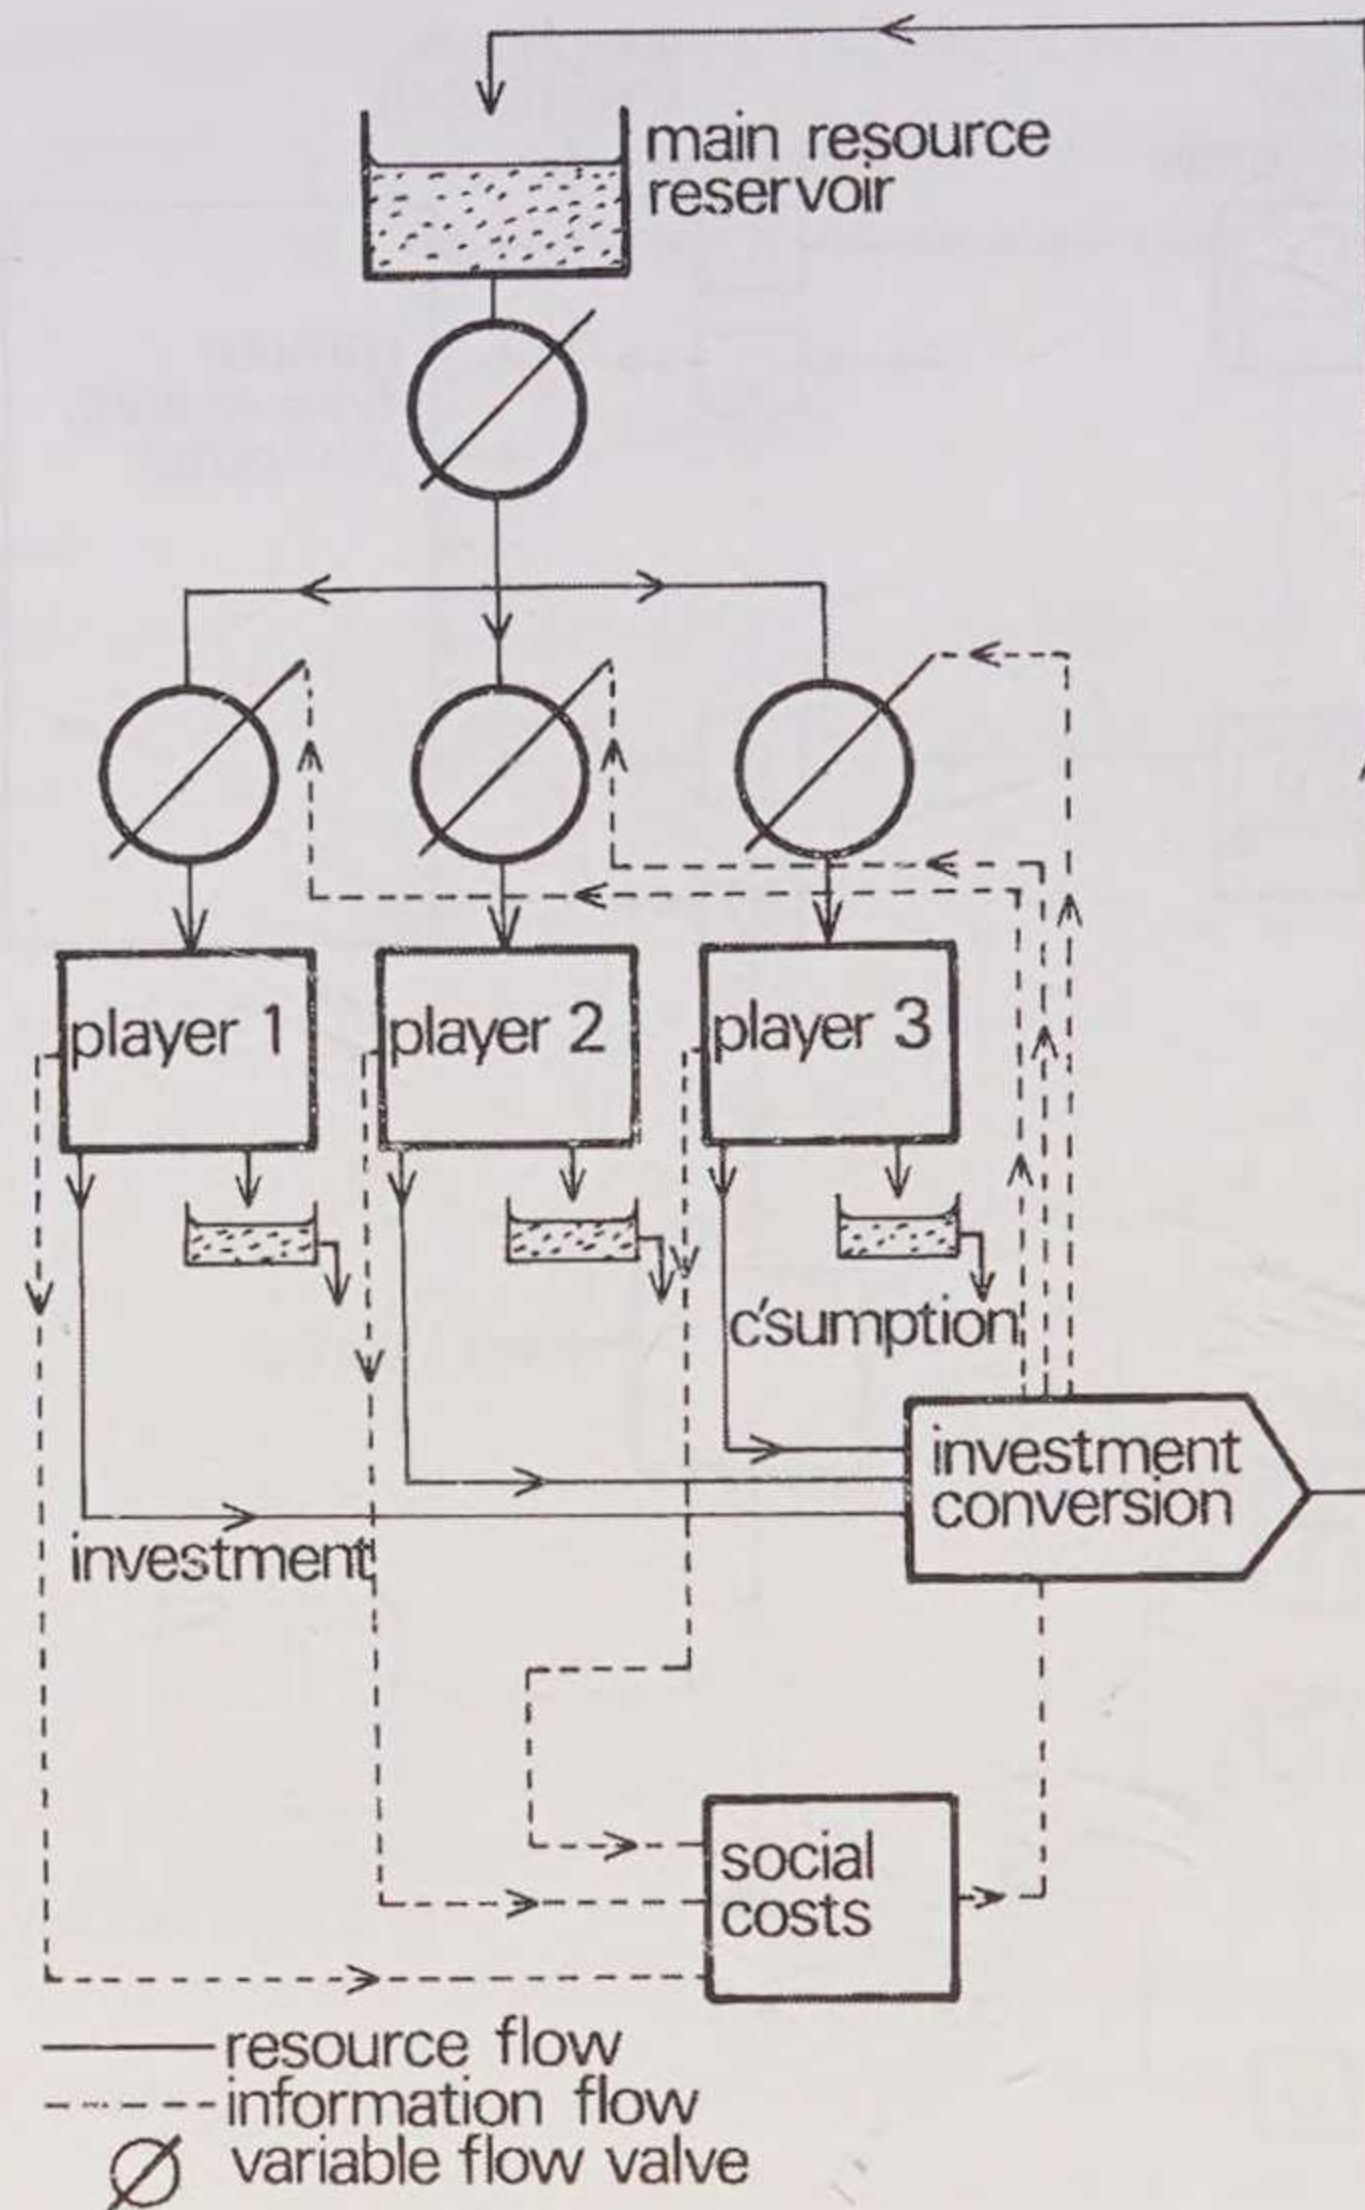 main resource
reservoir
player 1
player 2
player 3
c'sumption
investment
conversion
investment
social
costs
resource flow
information flow
variable flow valve